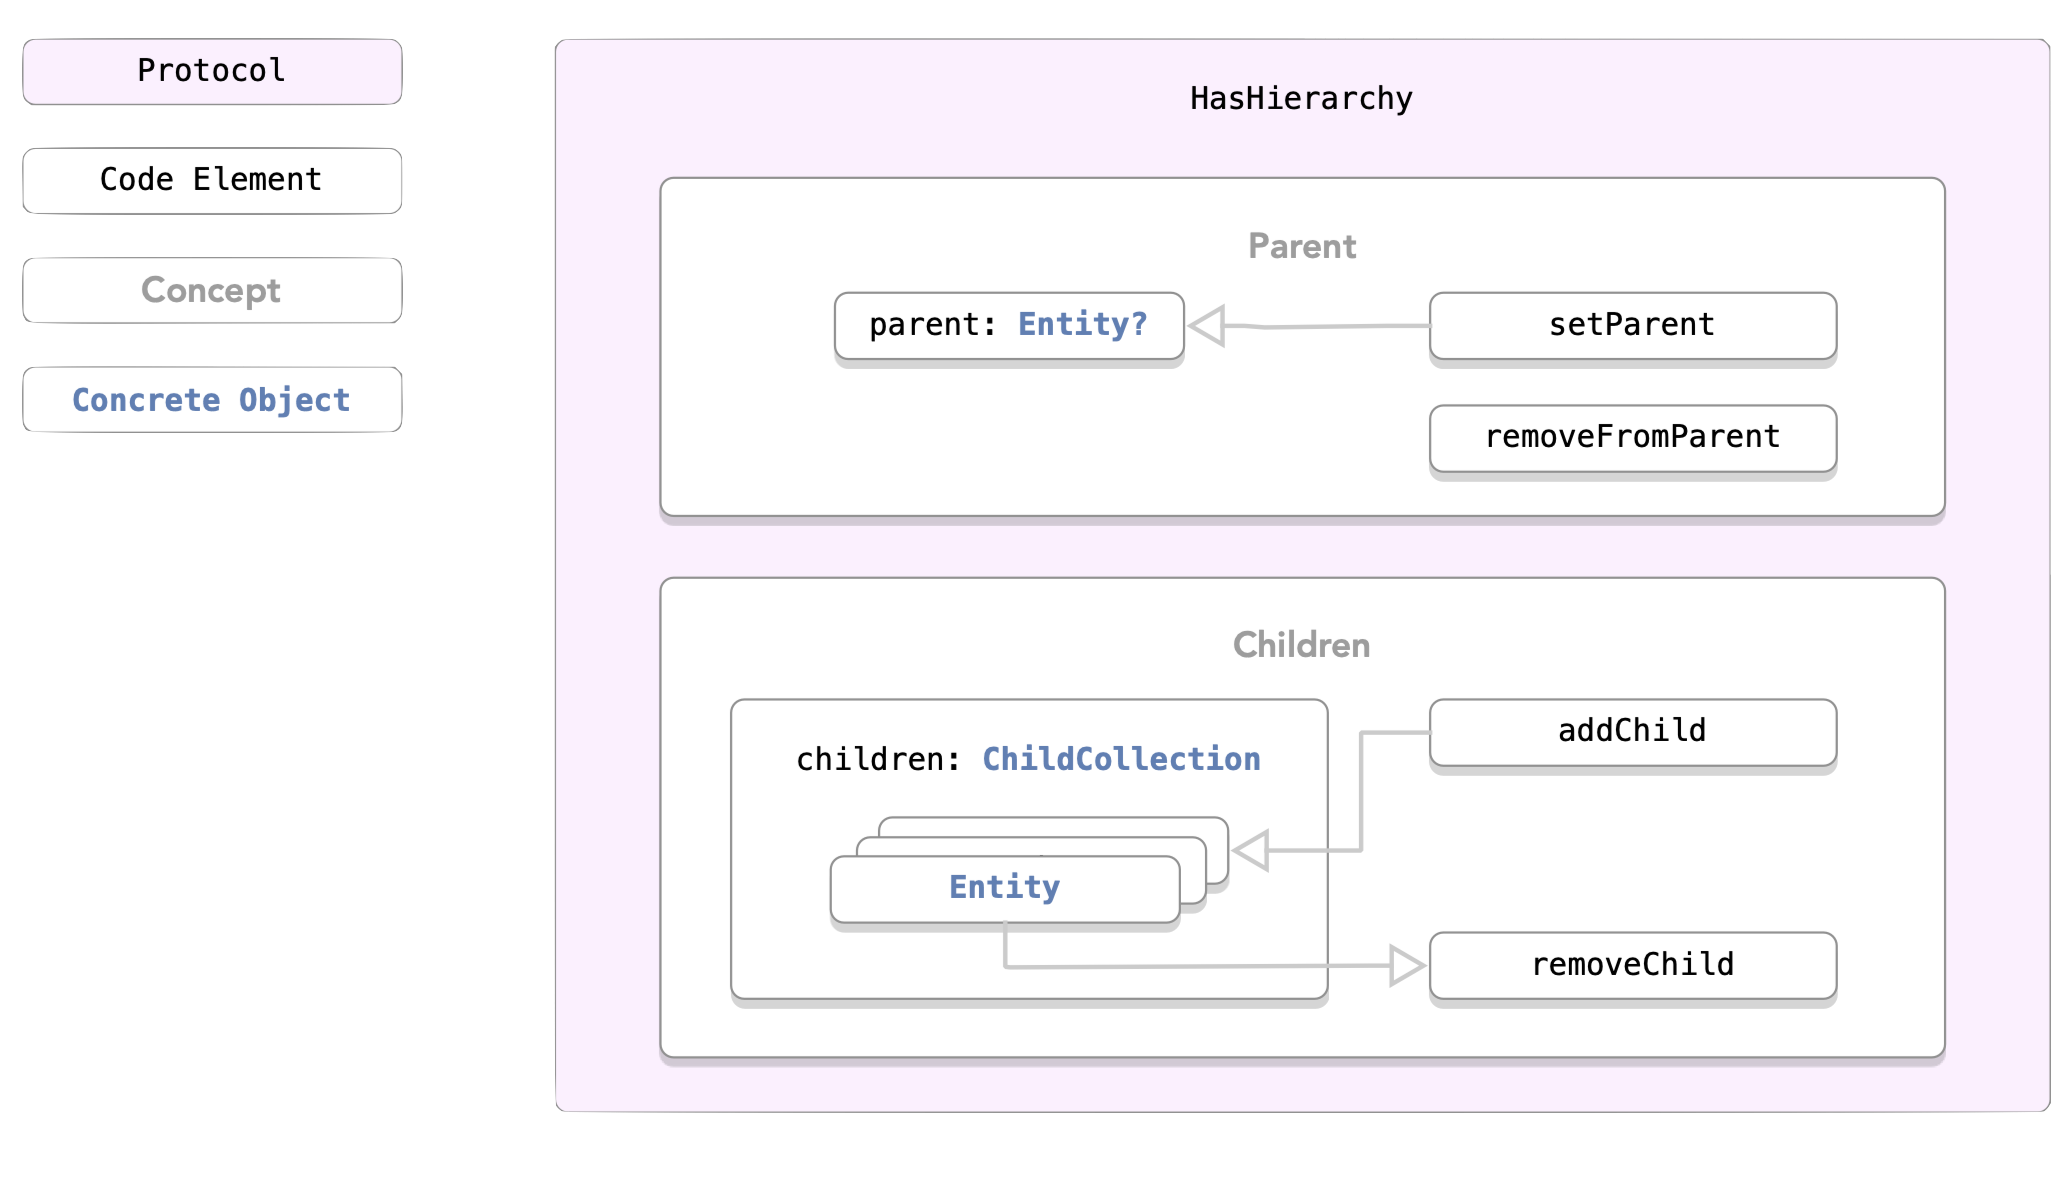 Protocol
Code Element
Concept
Concrete Object
HasHierarchy
Parent
parent: Entity?
setParent
removeFromParent
Children
children: ChildCollection
addChild
Entity
removeChild